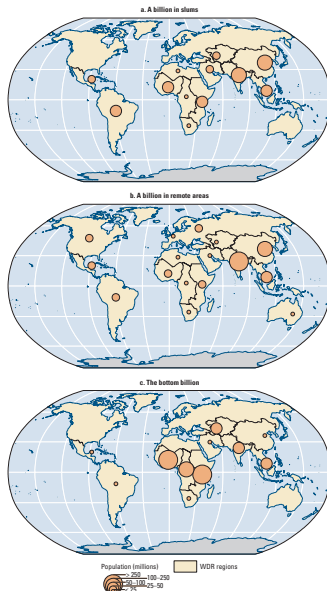 a. A billion in slums
b. A billion in remote areas
c. The bottom billion
Population (millions)
WDR regions
> 250
100–250
50–100
25–50
< 25